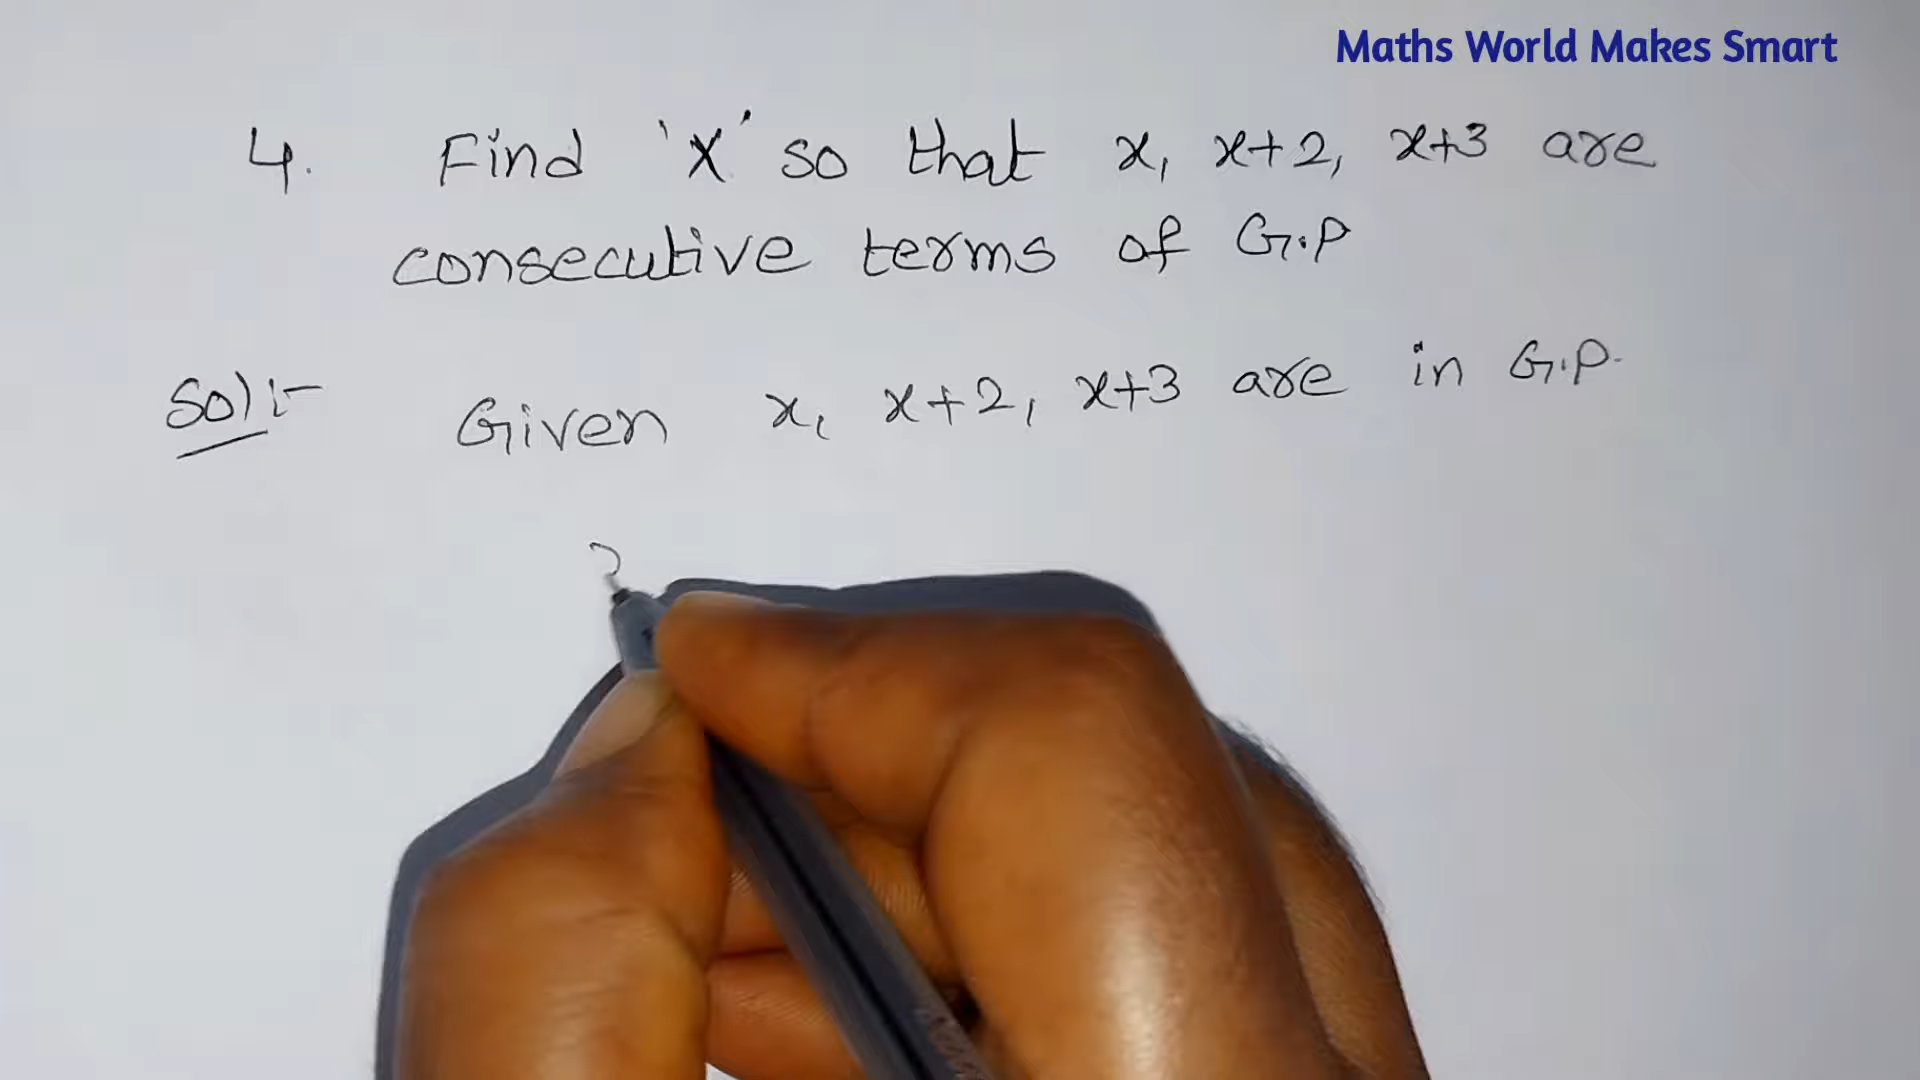 Maths World Makes Smart
4. Find 'X' so that x, x+2, x+3 are
consecutive terms of G.P
Sol:- Given x, x+2, x+3 are in G.P.